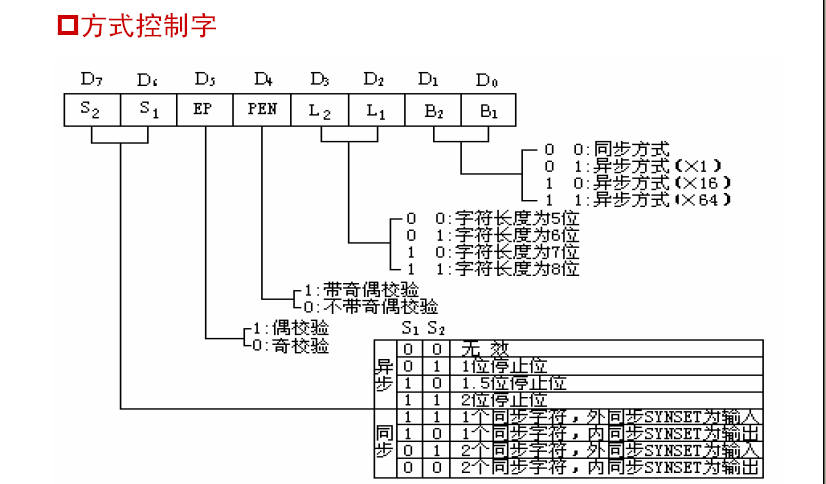 方式控制字
D7 D6 D5 D4 D3 D2 D1 D0
S2 S1 EP PEN L2 L1 B2 B1
0 0:同步方式
0 1:异步方式(×1)
1 0:异步方式(×16)
1 1:异步方式(×64)
0 0:字符长度为5位
0 1:字符长度为6位
1 0:字符长度为7位
1 1:字符长度为8位
1:带奇偶校验
0:不带奇偶校验
1:偶校验
0:奇校验
S1 S2
异步
0 0 无 效
0 1 1位停止位
1 0 1.5位停止位
1 1 2位停止位
同步
1 1 1个同步字符,外同步SYNSET为输入
1 0 1个同步字符,内同步SYNSET为输出
0 1 2个同步字符,外同步SYNSET为输入
0 0 2个同步字符,内同步SYNSET为输出